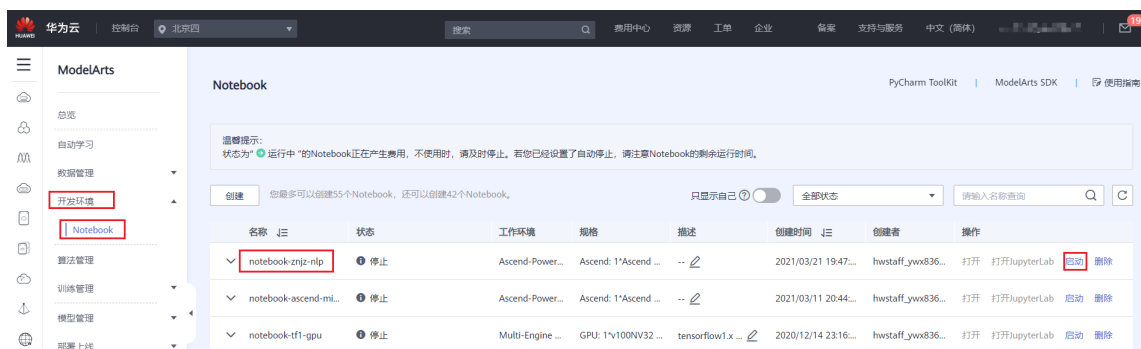 HUAWEI 华为云 控制台 北京四 搜索 费用中心 资源 工单 企业 备案 支持与服务 中文 (简体) 19
ModelArts
总览
自动学习
数据管理
开发环境
Notebook
算法管理
训练管理
模型管理
部署上线
Notebook PyCharm ToolKit | ModelArts SDK | 使用指南
温馨提示:
状态为“ 运行中 ”的Notebook正在产生费用，不使用时，请及时停止。若您已经设置了自动停止，请注意Notebook的剩余运行时间。
创建 您最多可以创建55个Notebook，还可以创建42个Notebook。 只显示自己 全部状态 请输入名称查询
名称 状态 工作环境 规格 描述 创建时间 创建者 操作
notebook-znjz-nlp 停止 Ascend-Power... Ascend: 1*Ascend ... -- 2021/03/21 19:47:... hwstaff_ywx836... 打开 打开JupyterLab 启动 删除
notebook-ascend-mi... 停止 Ascend-Power... Ascend: 1*Ascend ... -- 2021/03/11 20:44:... hwstaff_ywx836... 打开 打开JupyterLab 启动 删除
notebook-tf1-gpu 停止 Multi-Engine ... GPU: 1*v100NV32 ... tensorflow1.x ... 2020/12/14 23:16:... hwstaff_ywx836... 打开 打开JupyterLab 启动 删除